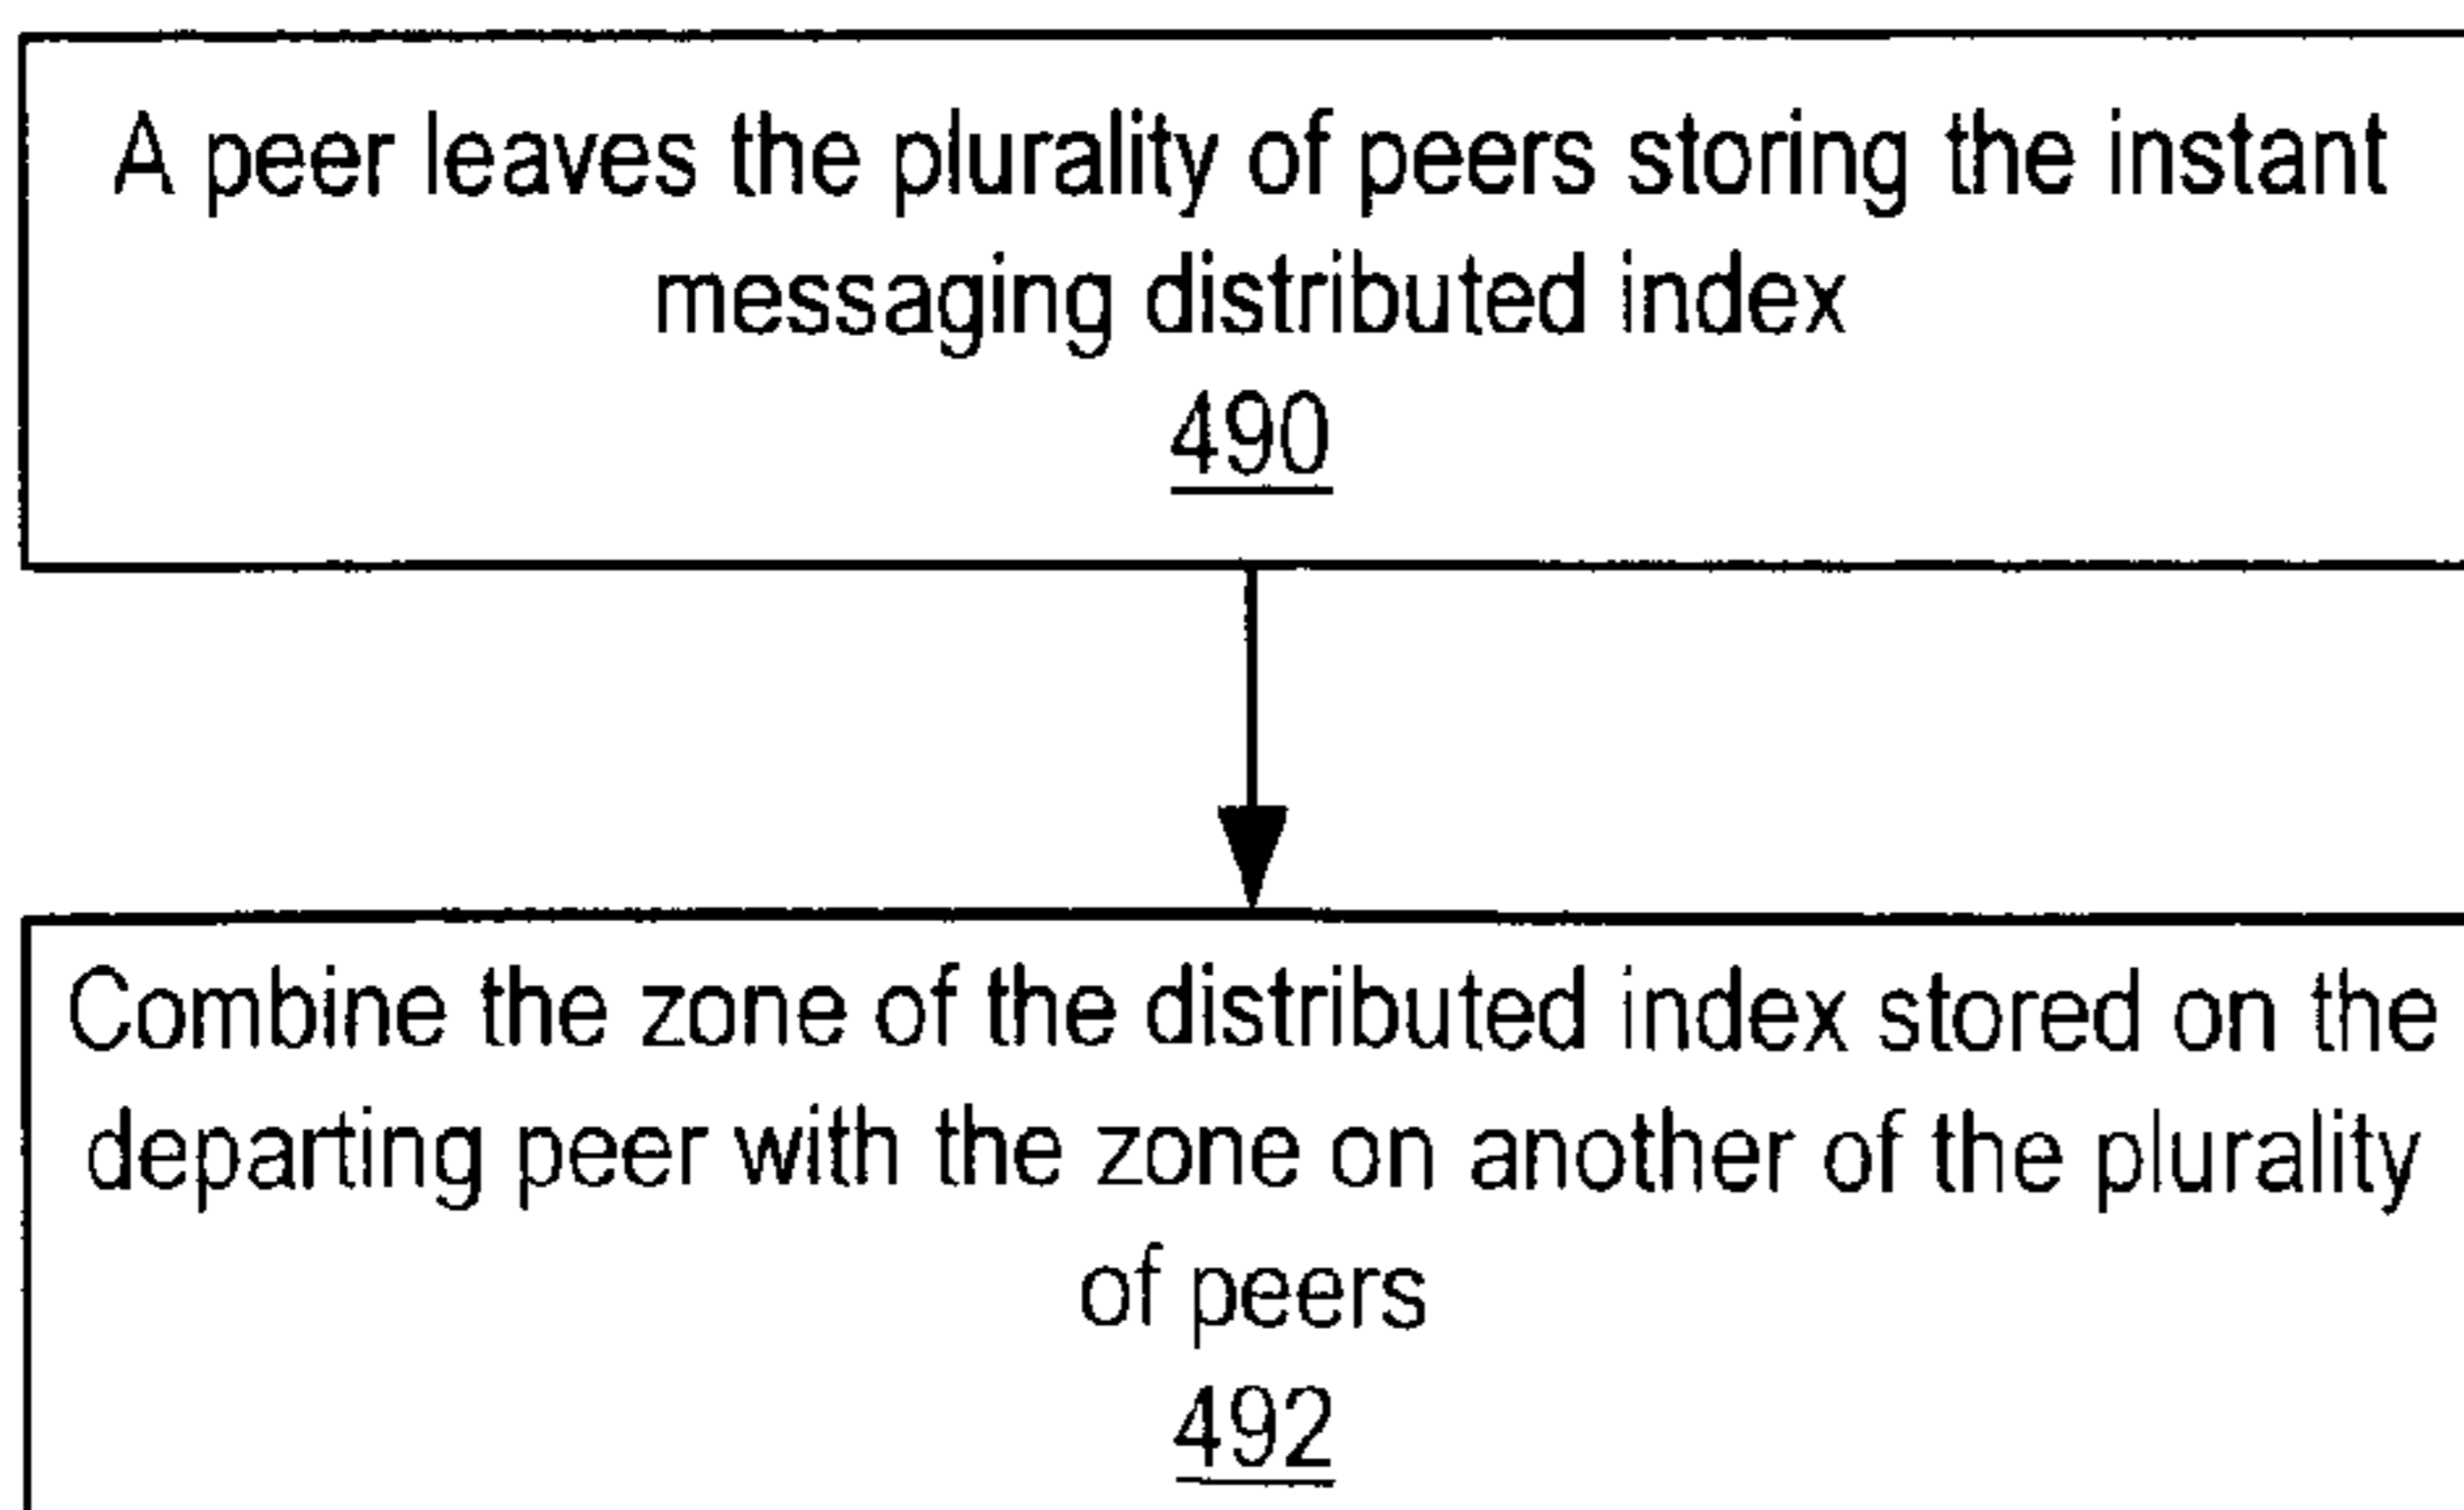 A peer leaves the plurality of peers storing the instant
messaging distributed index
490
Combine the zone of the distributed index stored on the
departing peer with the zone on another of the plurality
of peers
492